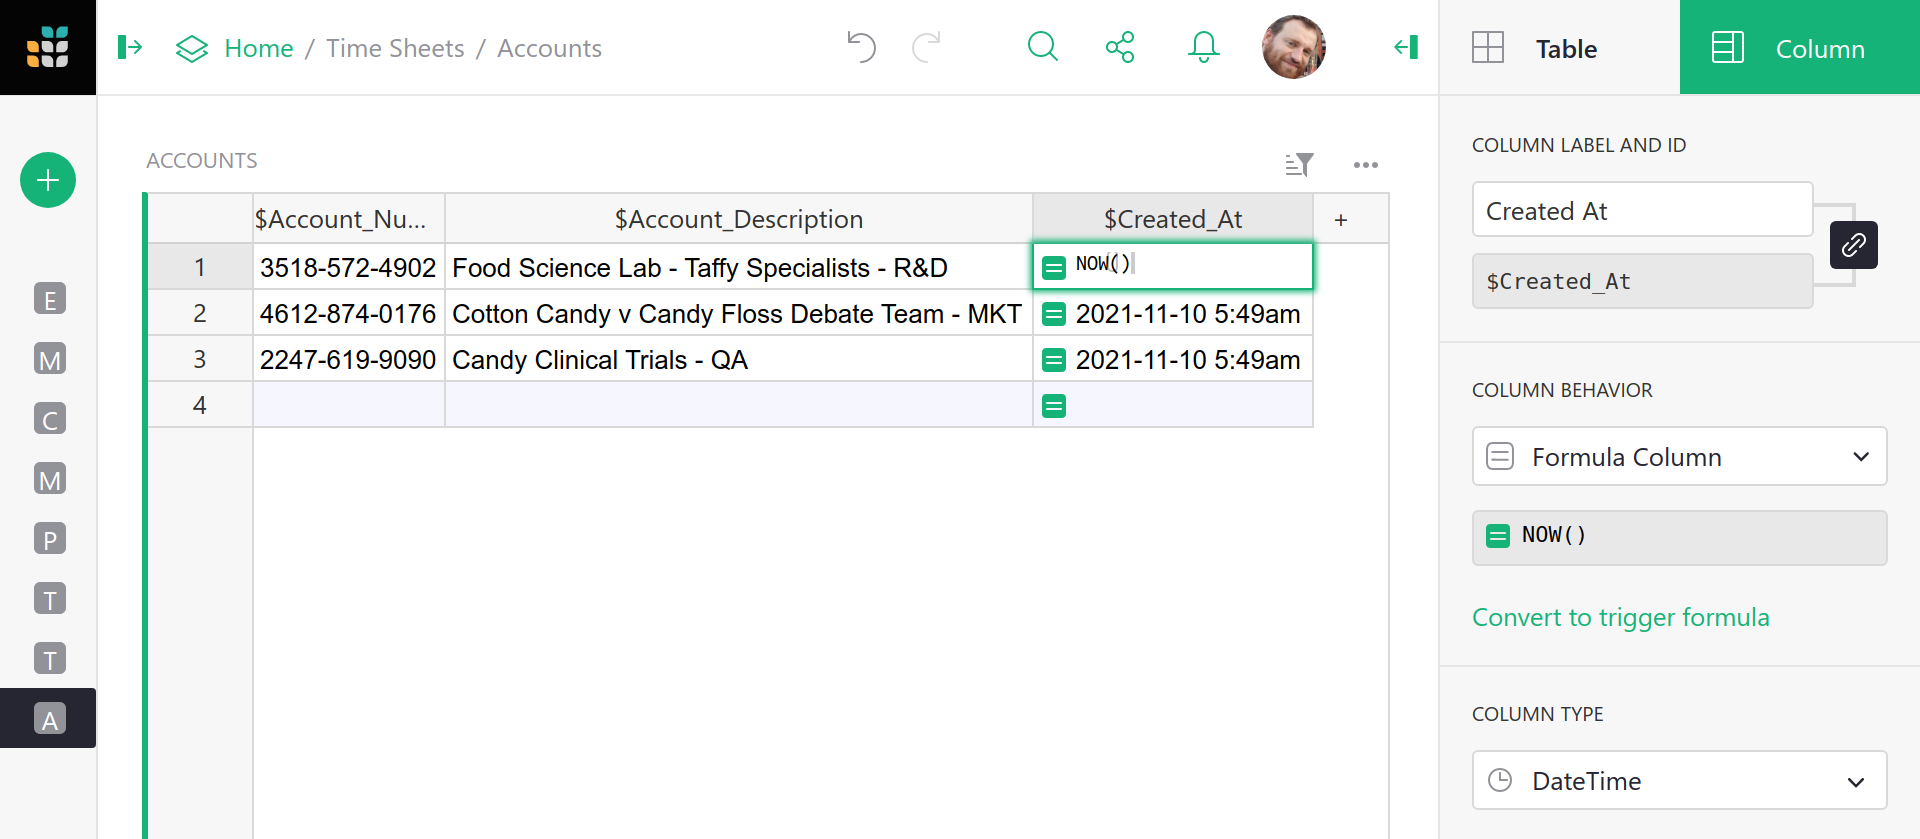 Home / Time Sheets / Accounts
Table
Column
ACCOUNTS
$Account_Nu... $Account_Description $Created_At +
1 3518-572-4902 Food Science Lab - Taffy Specialists - R&D NOW()
2 4612-874-0176 Cotton Candy v Candy Floss Debate Team - MKT 2021-11-10 5:49am
3 2247-619-9090 Candy Clinical Trials - QA 2021-11-10 5:49am
4
E
M
C
M
P
T
T
A
COLUMN LABEL AND ID
Created At
$Created_At
COLUMN BEHAVIOR
Formula Column
NOW()
Convert to trigger formula
COLUMN TYPE
DateTime